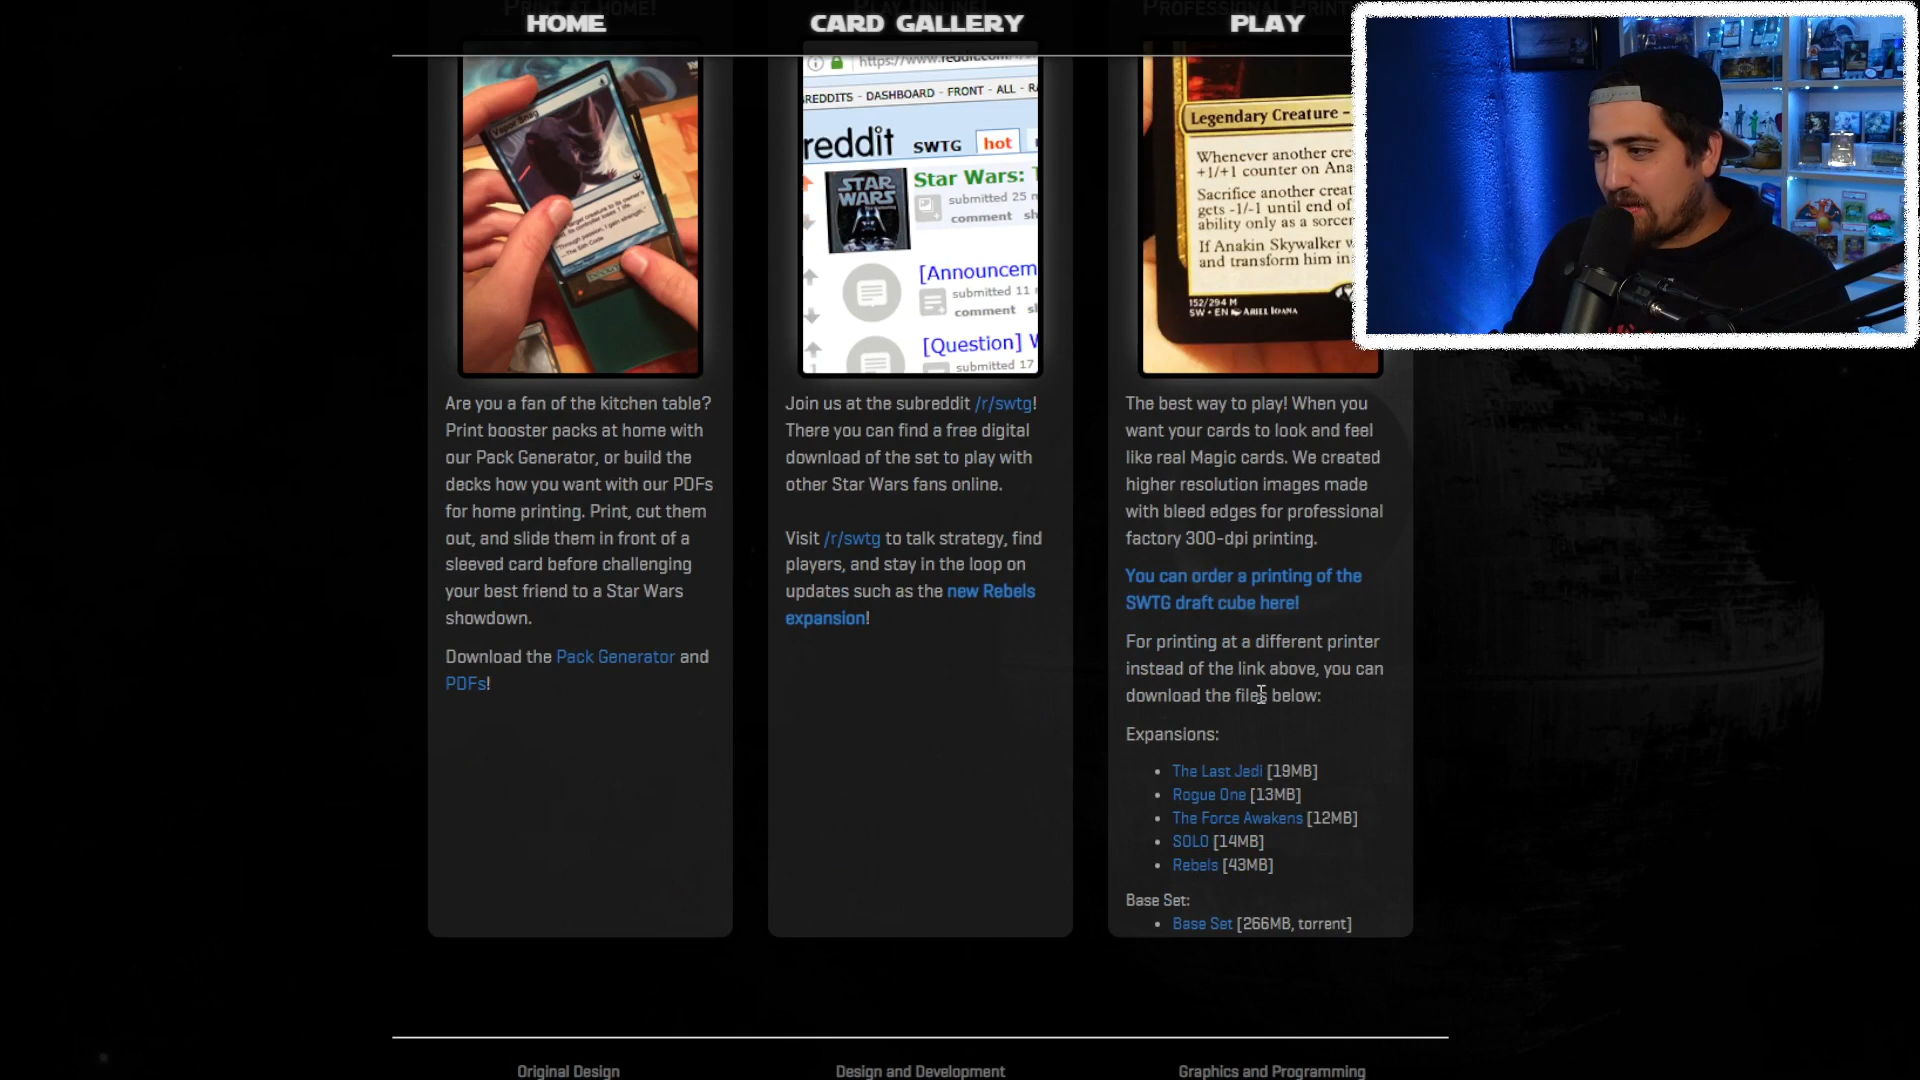 HOME
CARD GALLERY
PLAY
https://www.reddit.com/
REDDITS - DASHBOARD - FRONT - ALL - RA
reddit
SWTG
hot
STAR
WARS
Star Wars:
submitted 25
comment
[Announcem
submitted 11
comment
[Question]
submitted 17
Legendary Creature –
Whenever another cre
+1/+1 counter on Ana
Sacrifice another creat
gets -1/-1 until end of
ability only as a sorcer
If Anakin Skywalker
and transform him in
152/294 M
SW • EN ARIEL IOANA
Are you a fan of the kitchen table?
Print booster packs at home with
our Pack Generator, or build the
decks how you want with our PDFs
for home printing. Print, cut them
out, and slide them in front of a
sleeved card before challenging
your best friend to a Star Wars
showdown.
Download the Pack Generator and
PDFs!
Join us at the subreddit /r/swtg!
There you can find a free digital
download of the set to play with
other Star Wars fans online.
Visit /r/swtg to talk strategy, find
players, and stay in the loop on
updates such as the new Rebels
expansion!
The best way to play! When you
want your cards to look and feel
like real Magic cards. We created
higher resolution images made
with bleed edges for professional
factory 300-dpi printing.
You can order a printing of the
SWTG draft cube here!
For printing at a different printer
instead of the link above, you can
download the files below:
Expansions:
• The Last Jedi [19MB]
• Rogue One [13MB]
• The Force Awakens [12MB]
• SOLO [14MB]
• Rebels [43MB]
Base Set:
• Base Set [266MB, torrent]
Original Design
Design and Development
Graphics and Programming